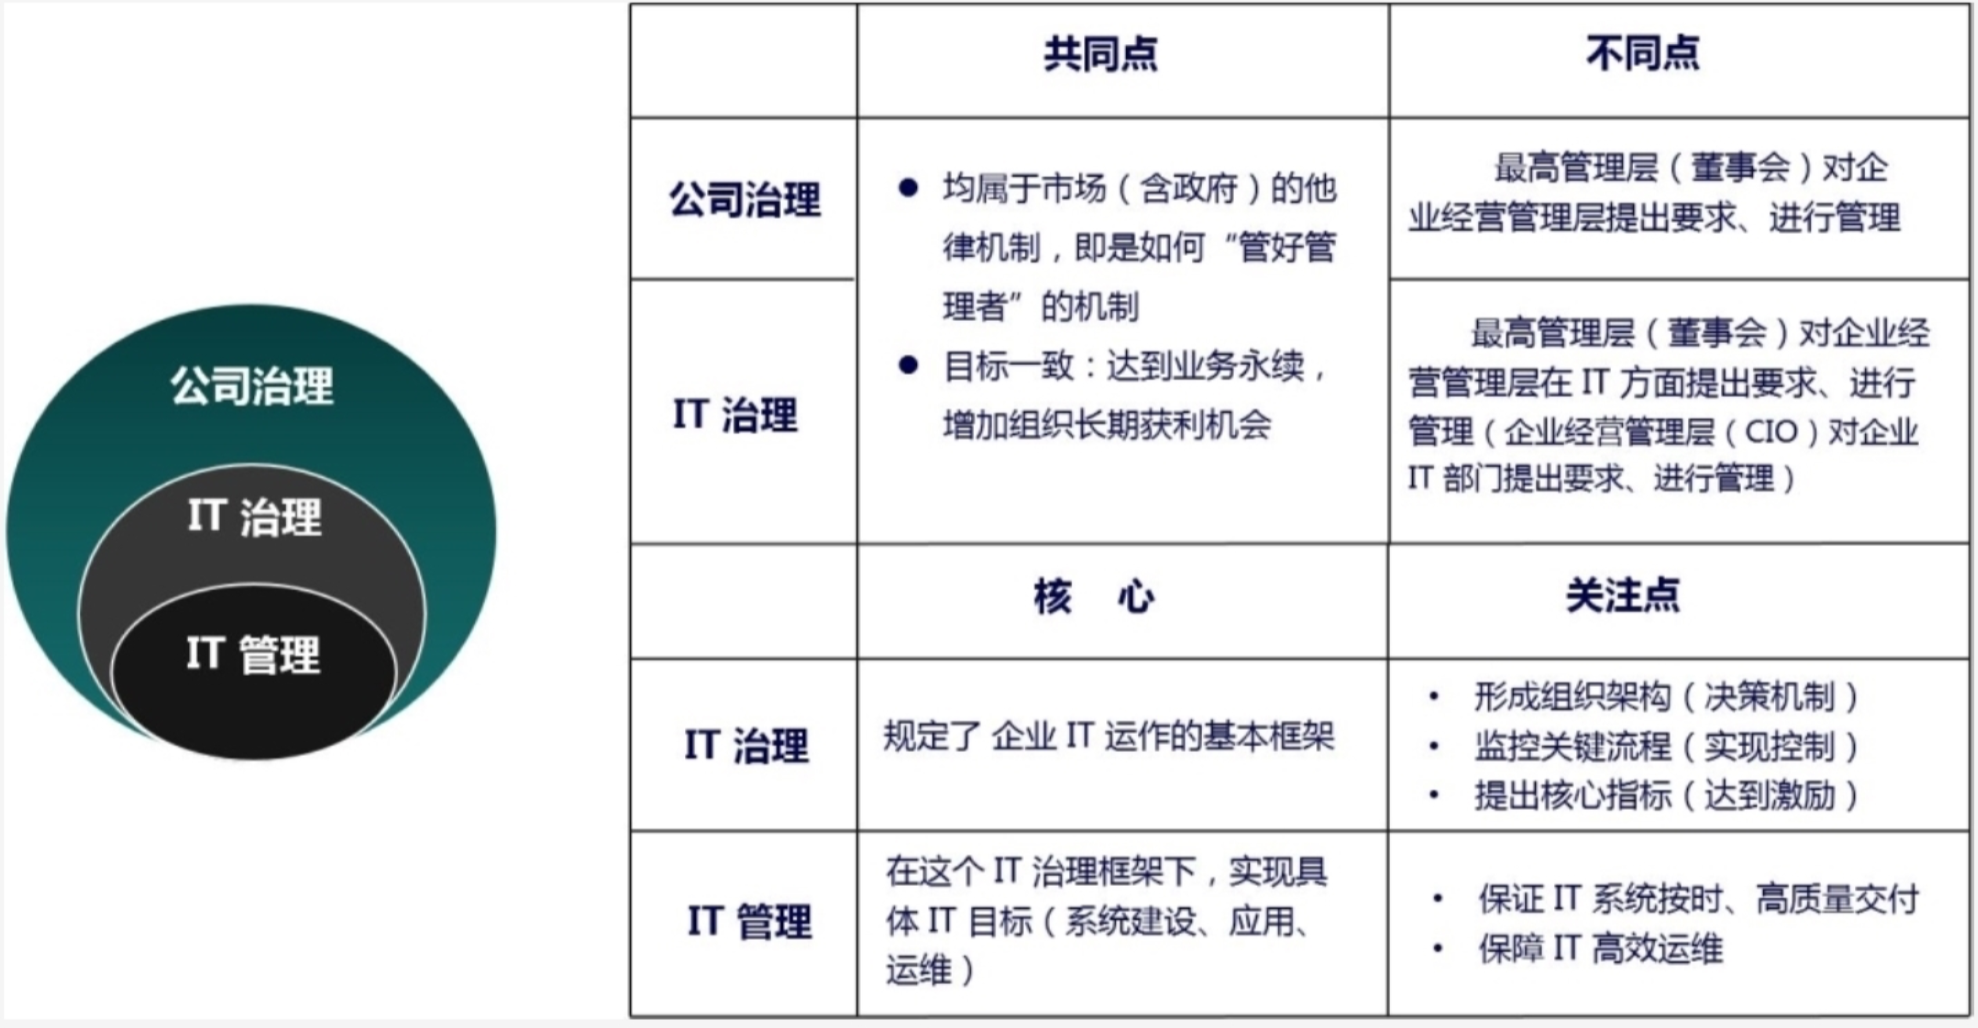 公司治理
IT 治理
IT 管理
共同点
不同点
公司治理
● 均属于市场（含政府）的他
律机制，即是如何“管好管
理者”的机制
● 目标一致：达到业务永续，
增加组织长期获利机会
最高管理层（董事会）对企
业经营管理层提出要求、进行管理
IT 治理
最高管理层（董事会）对企业经
营管理层在 IT 方面提出要求、进行
管理（企业经营管理层（CIO）对企业
IT 部门提出要求、进行管理）
核 心
关注点
IT 治理
规定了 企业 IT 运作的基本框架
• 形成组织架构（决策机制）
• 监控关键流程（实现控制）
• 提出核心指标（达到激励）
IT 管理
在这个 IT 治理框架下，实现具
体 IT 目标（系统建设、应用、
运维）
• 保证 IT 系统按时、高质量交付
• 保障 IT 高效运维